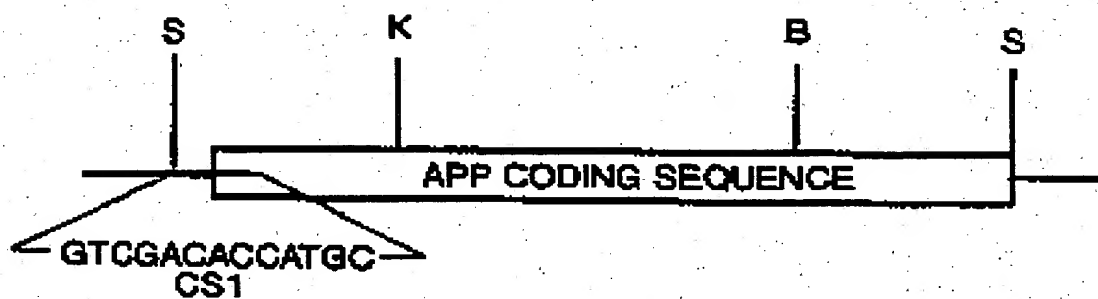 S K B S
APP CODING SEQUENCE
GTCGACACCATGC
CS1